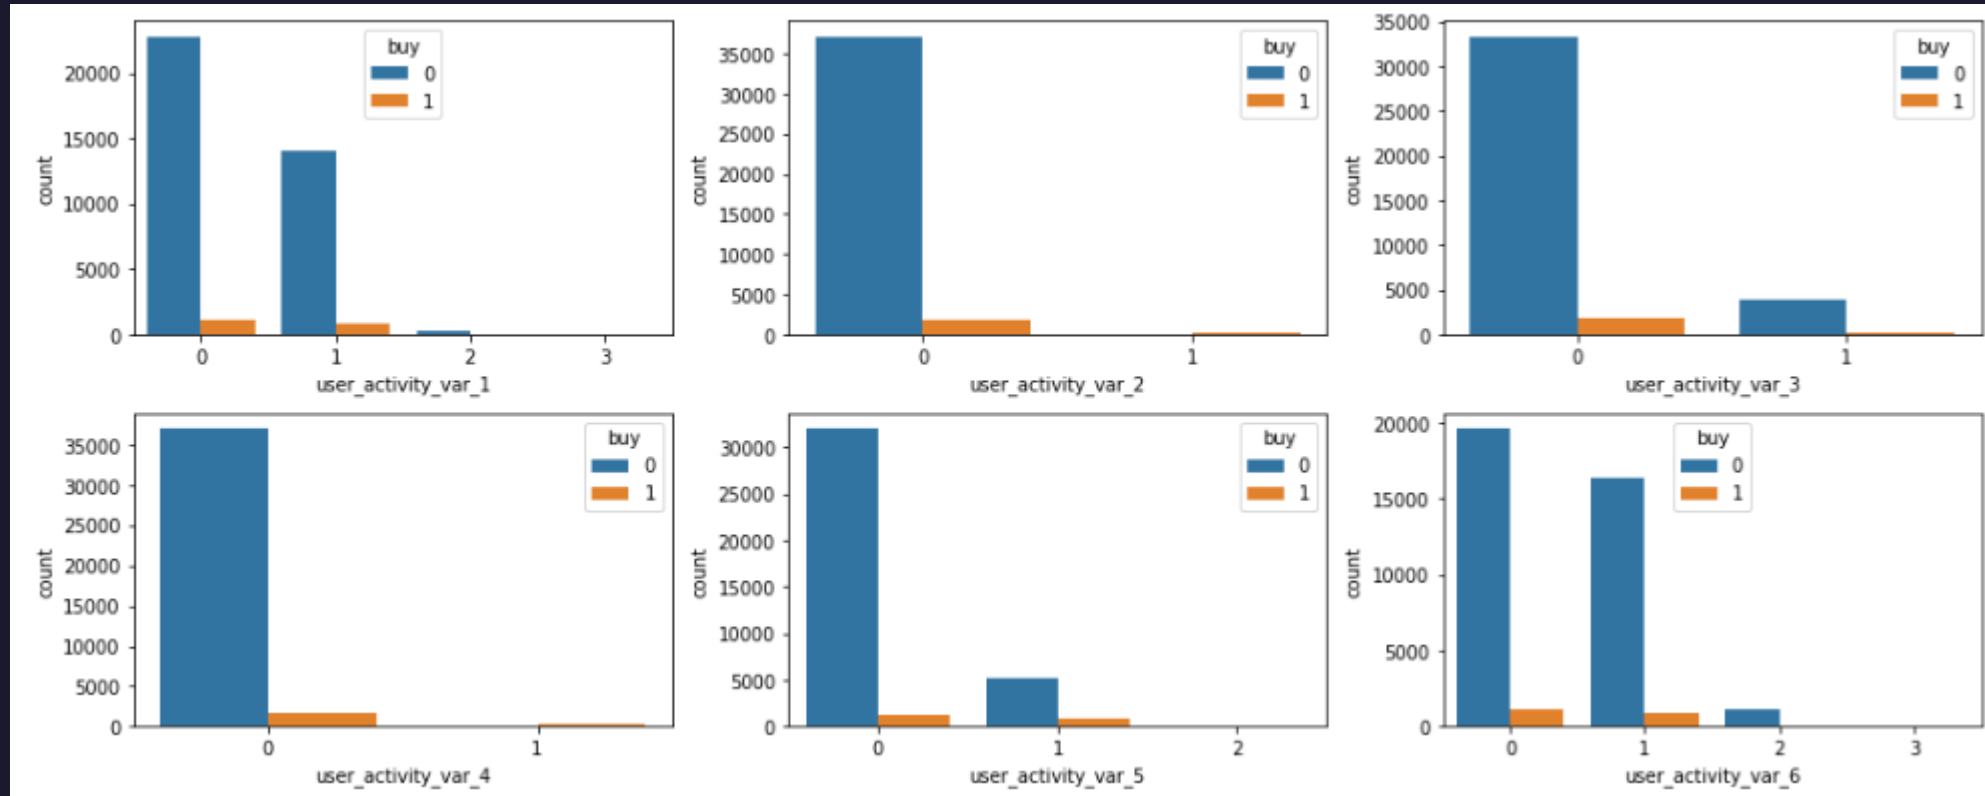 buy
0
1
20000
15000
10000
5000
0
count
0 1 2 3
user_activity_var_1
buy
0
1
35000
30000
25000
20000
15000
10000
5000
0
count
0 1
user_activity_var_2
buy
0
1
35000
30000
25000
20000
15000
10000
5000
0
count
0 1
user_activity_var_3
buy
0
1
35000
30000
25000
20000
15000
10000
5000
0
count
0 1
user_activity_var_4
buy
0
1
30000
25000
20000
15000
10000
5000
0
count
0 1 2
user_activity_var_5
buy
0
1
20000
15000
10000
5000
0
count
0 1 2 3
user_activity_var_6